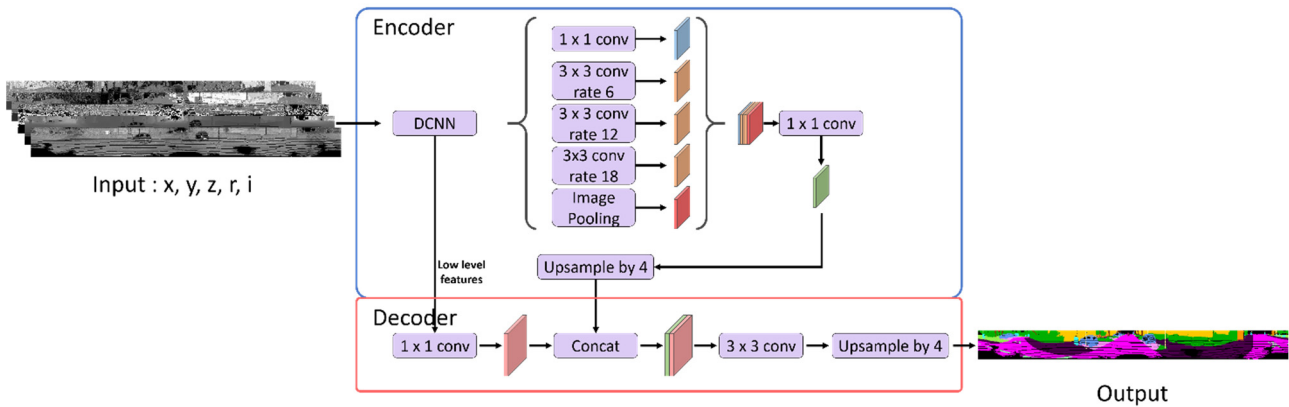 Encoder
1 x 1 conv
3 x 3 conv
rate 6
3 x 3 conv
rate 12
3x3 conv
rate 18
Image
Pooling
DCNN
1 x 1 conv
Input : x, y, z, r, i
Low level
features
Upsample by 4
Decoder
1 x 1 conv
Concat
3 x 3 conv
Upsample by 4
Output